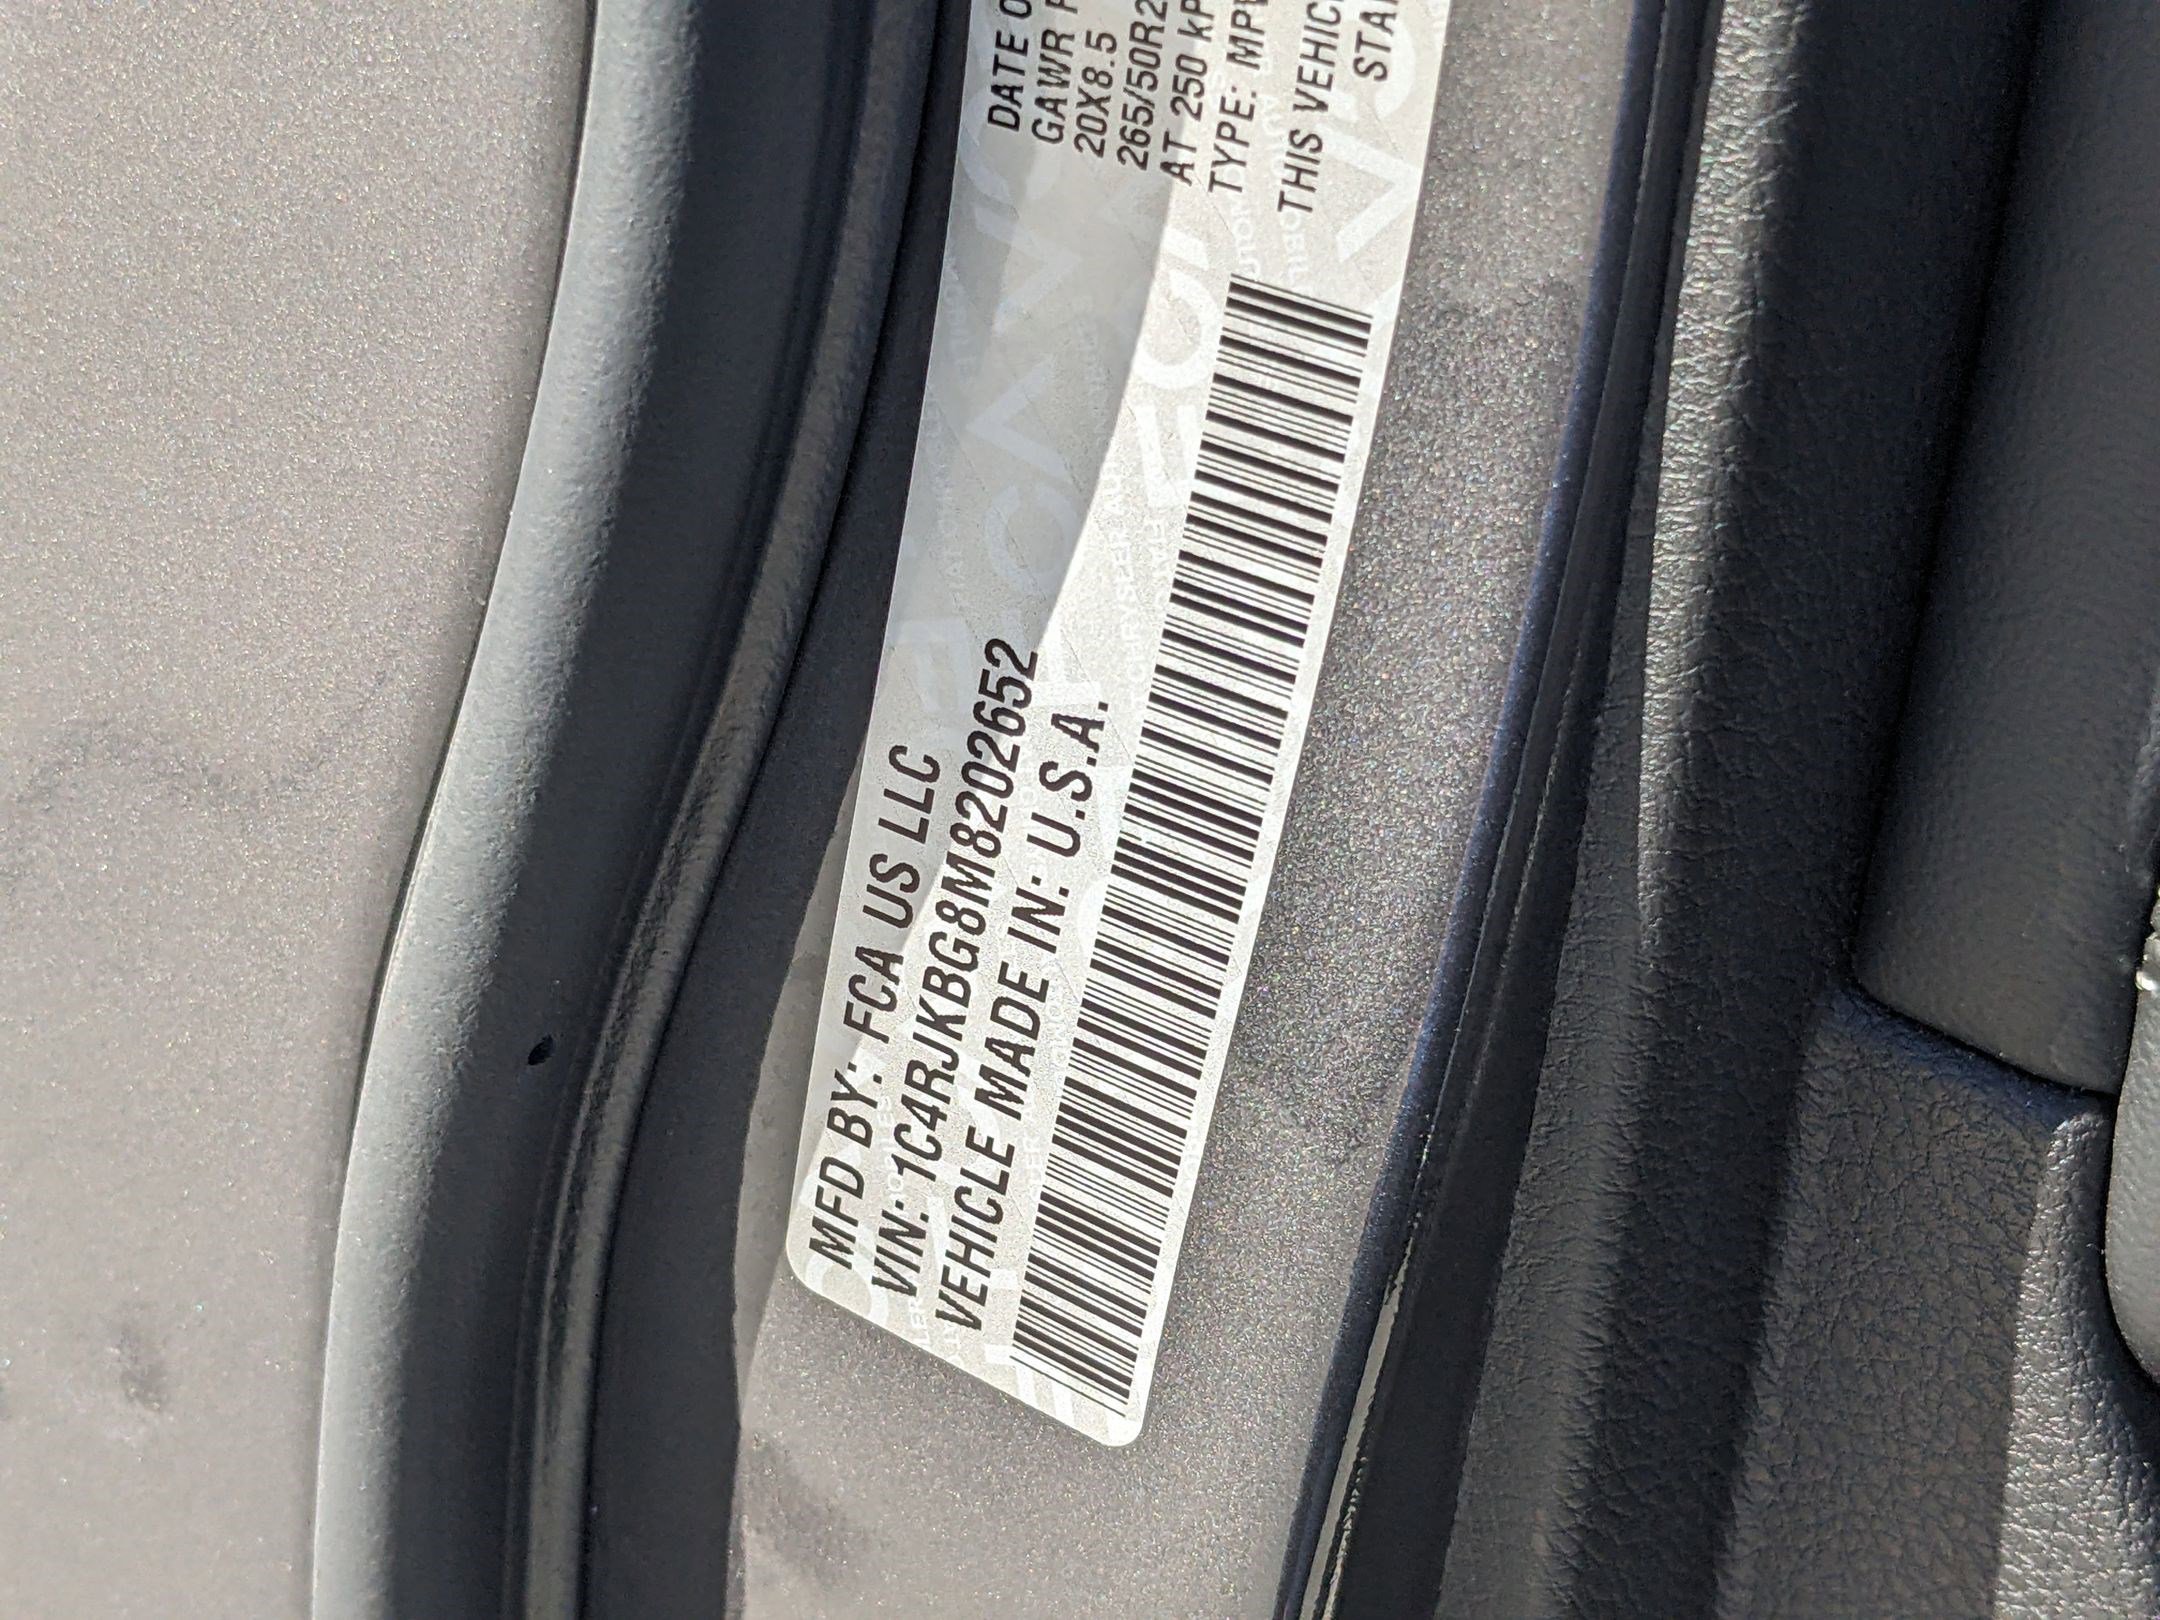 MFD BY: FCA US LLC
VIN: 1C4RJKBG8M8202652
VEHICLE MADE IN: U.S.A.
DATE O
GAWR
20X8.5
265/50R2
AT 250 kP
TYPE: MPV
THIS VEHIC
STA